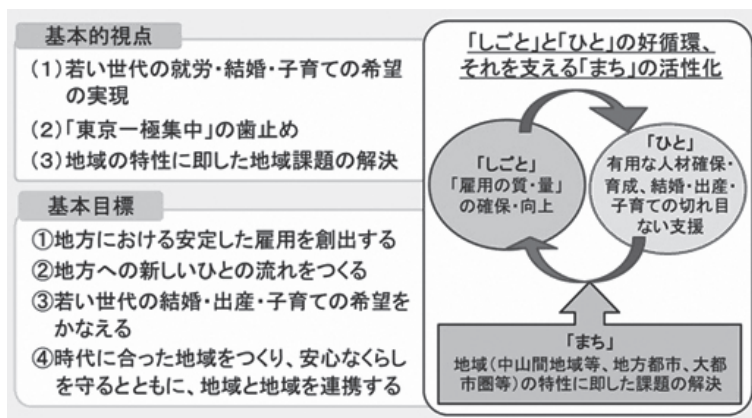 基本的視点
(1)若い世代の就労・結婚・子育ての希望
の実現
(2)「東京一極集中」の歯止め
(3)地域の特性に即した地域課題の解決
基本目標
①地方における安定した雇用を創出する
②地方への新しいひとの流れをつくる
③若い世代の結婚・出産・子育ての希望を
かなえる
④時代に合った地域をつくり、安心なくらし
を守るとともに、地域と地域を連携する
「しごと」と「ひと」の好循環、
それを支える「まち」の活性化
「しごと」
「雇用の質・量」
の確保・向上
「ひと」
有用な人材確保・
育成、結婚・出産・
子育ての切れ目
ない支援
「まち」
地域(中山間地域等、地方都市、大都
市圏等)の特性に即した課題の解決